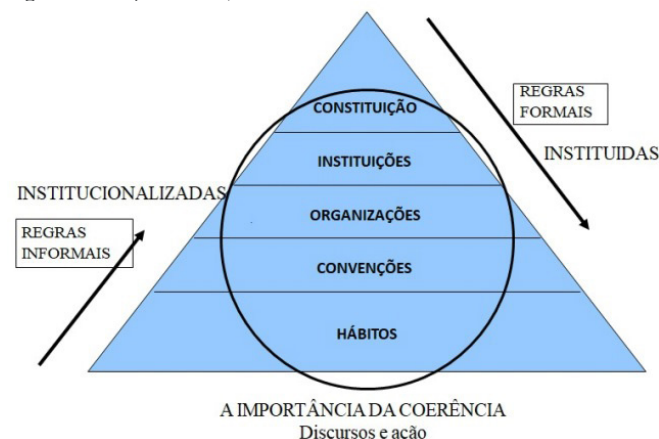 CONSTITUIÇÃO
REGRAS
FORMAIS
INSTITUIÇÕES
INSTITUIDAS
INSTITUCIONALIZADAS
ORGANIZAÇÕES
REGRAS
INFORMAIS
CONVENÇÕES
HÁBITOS
A IMPORTÂNCIA DA COERÊNCIA
Discursos e ação